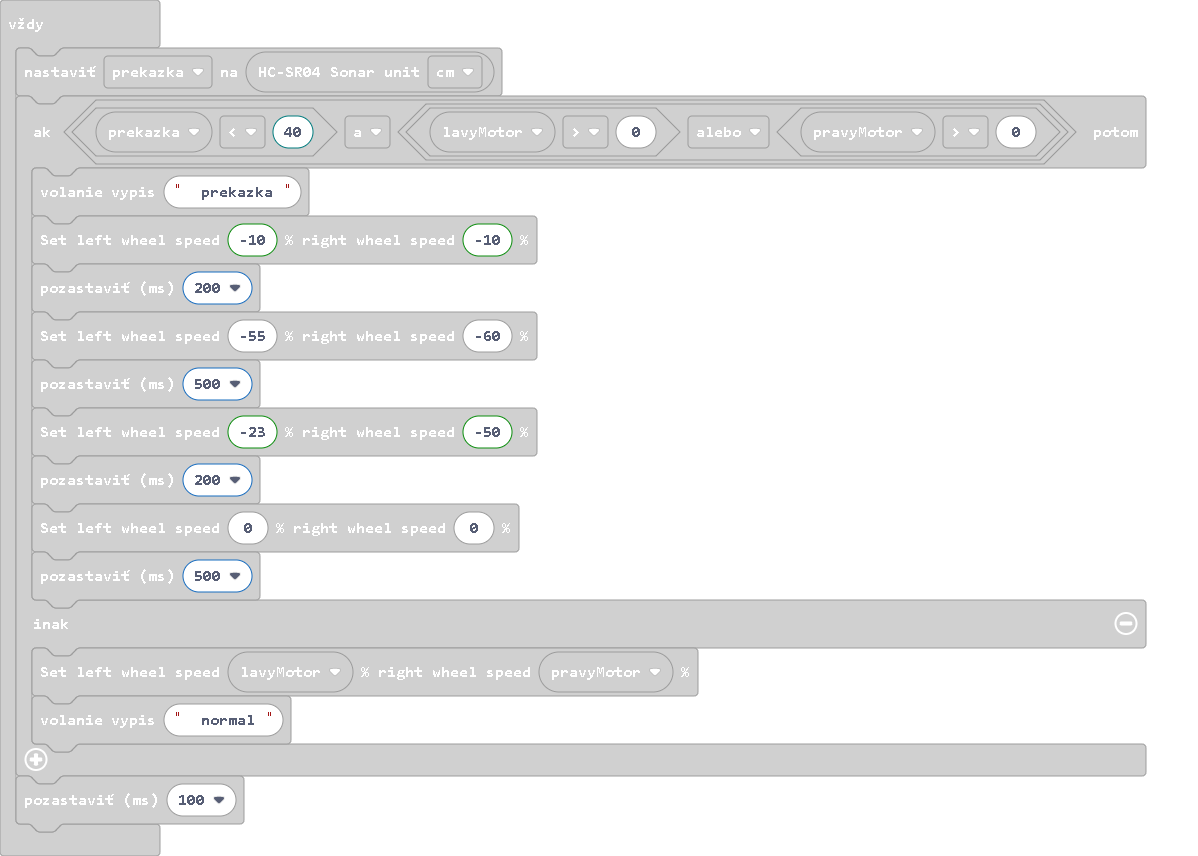 vždy
nastaviť prekazka na HC-SR04 Sonar unit cm
ak prekazka < 40 a lavyMotor > 0 alebo pravyMotor > 0 potom
volanie vypis " prekazka "
Set left wheel speed -10 % right wheel speed -10 %
pozastaviť (ms) 200
Set left wheel speed -55 % right wheel speed -60 %
pozastaviť (ms) 500
Set left wheel speed -23 % right wheel speed -50 %
pozastaviť (ms) 200
Set left wheel speed 0 % right wheel speed 0 %
pozastaviť (ms) 500
inak
Set left wheel speed lavyMotor % right wheel speed pravyMotor %
volanie vypis " normal "
pozastaviť (ms) 100